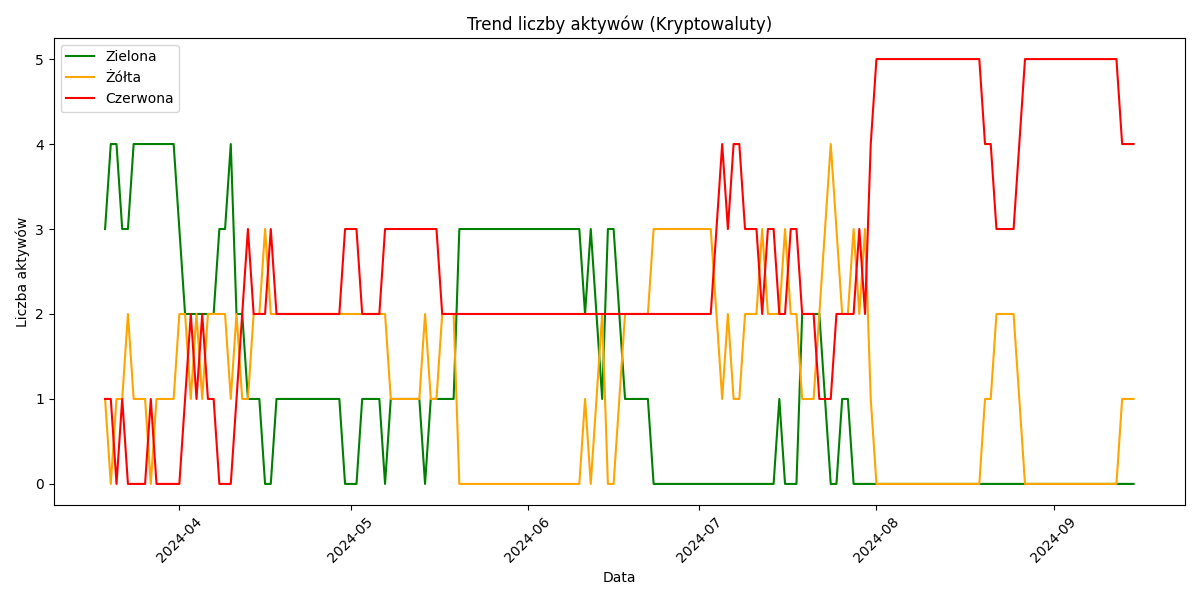 Trend liczby aktywów (Kryptowaluty)
Zielona
Żółta
Czerwona
5
4
3
2
1
0
Liczba aktywów
2024-04
2024-05
2024-06
2024-07
2024-08
2024-09
Data